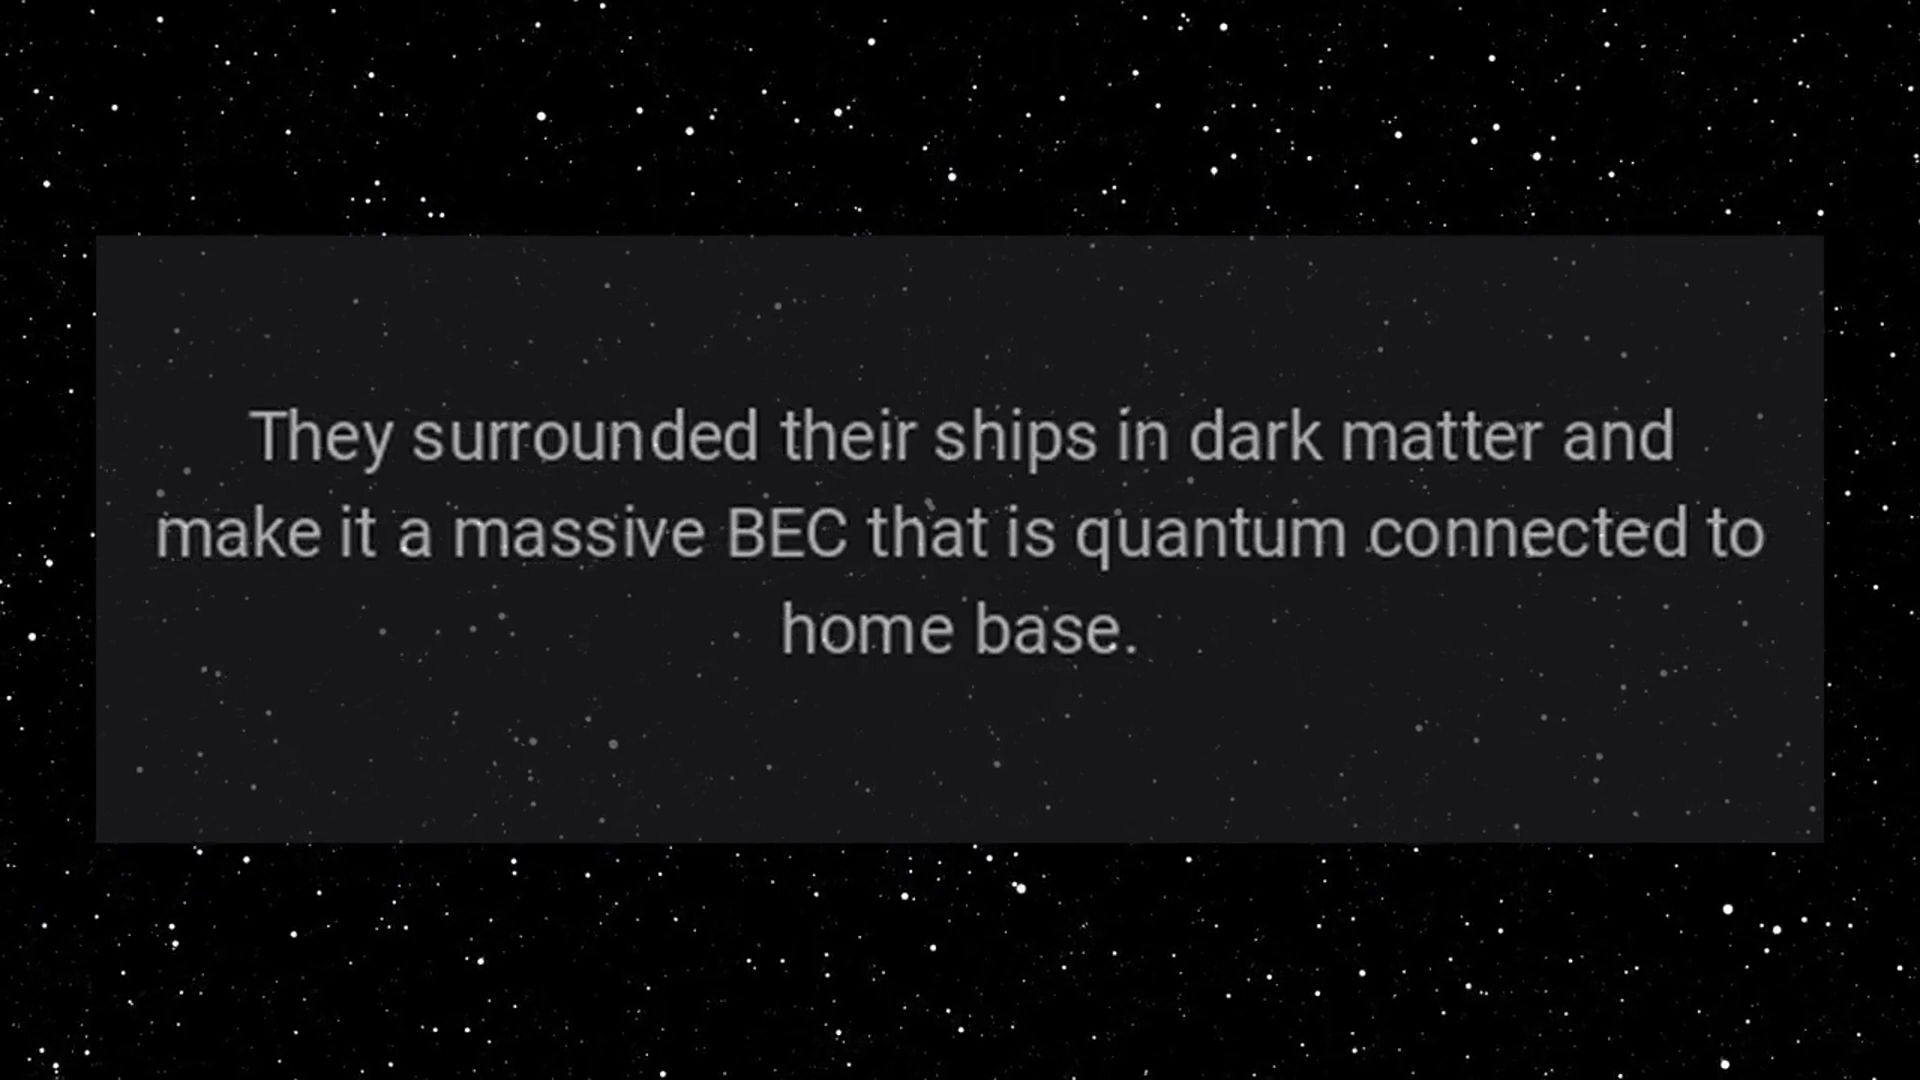 They surrounded their ships in dark matter and
make it a massive BEC that is quantum connected to
home base.